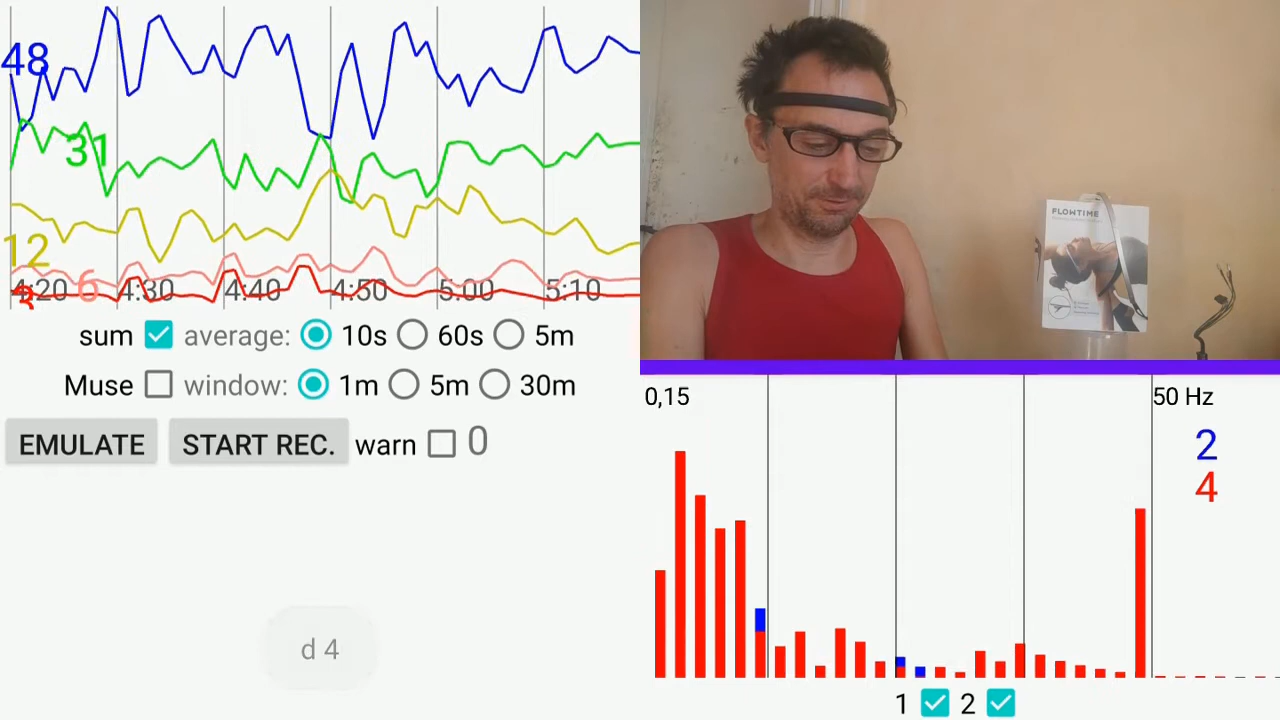 48
31
12
3
6
4:20 4:30 4:40 4:50 5:00 5:10
sum average: 10s 60s 5m
Muse window: 1m 5m 30m
EMULATE START REC. warn 0
d 4
FLOWTIME
0,15 50 Hz
2
4
1 2